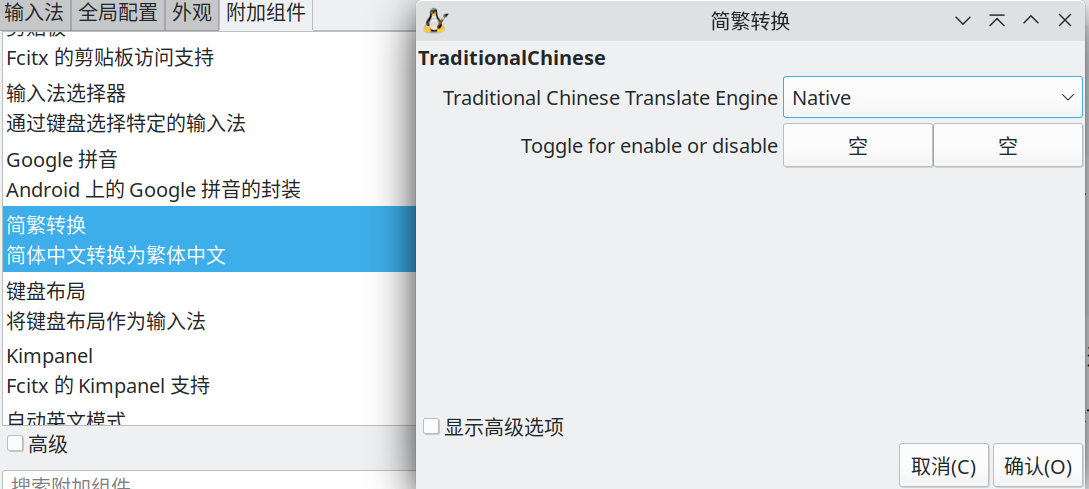 输入法 全局配置 外观 附加组件
剪贴板
Fcitx 的剪贴板访问支持
输入法选择器
通过键盘选择特定的输入法
Google 拼音
Android 上的 Google 拼音的封装
简繁转换
简体中文转换为繁体中文
键盘布局
将键盘布局作为输入法
Kimpanel
Fcitx 的 Kimpanel 支持
自动英文模式
高级
搜索附加组件
简繁转换
TraditionalChinese
Traditional Chinese Translate Engine Native
Toggle for enable or disable 空 空
显示高级选项
取消(C) 确认(O)